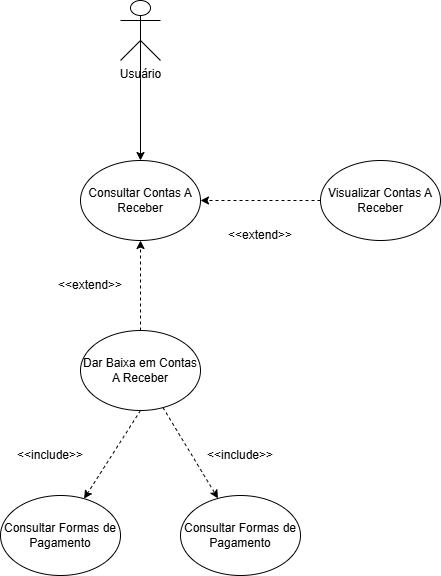 Usuário
Consultar Contas A
Receber
Visualizar Contas A
Receber
<<extend>>
<<extend>>
Dar Baixa em Contas
A Receber
<<include>>
<<include>>
Consultar Formas de
Pagamento
Consultar Formas de
Pagamento